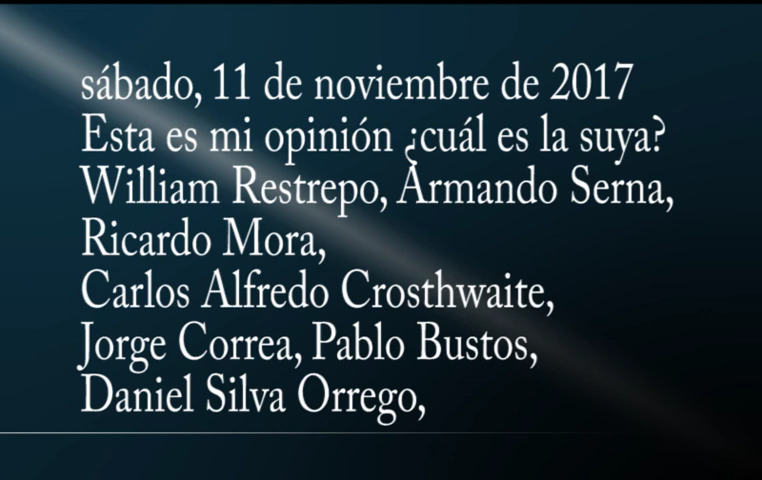 sábado, 11 de noviembre de 2017
Esta es mi opinión ¿cuál es la suya?
William Restrepo, Armando Serna,
Ricardo Mora,
Carlos Alfredo Crosthwaite,
Jorge Correa, Pablo Bustos,
Daniel Silva Orrego,